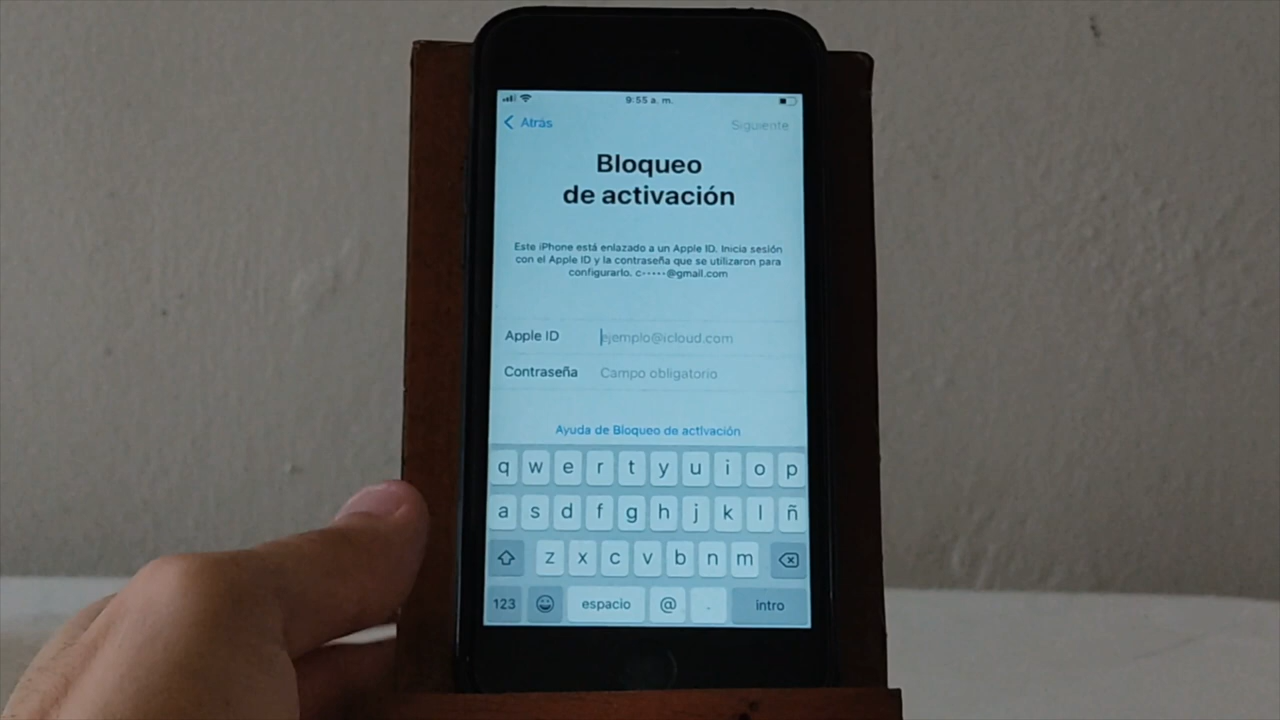 9:55 a. m.
Atrás
Siguiente
Bloqueo
de activación
Este iPhone está enlazado a un Apple ID. Inicia sesión
con el Apple ID y la contraseña que se utilizaron para
configurarlo. c•••••@gmail.com
Apple ID ejemplo@icloud.com
Contraseña Campo obligatorio
Ayuda de Bloqueo de activación
q w e r t y u i o p
a s d f g h j k l ñ
z x c v b n m
123 espacio @ . intro